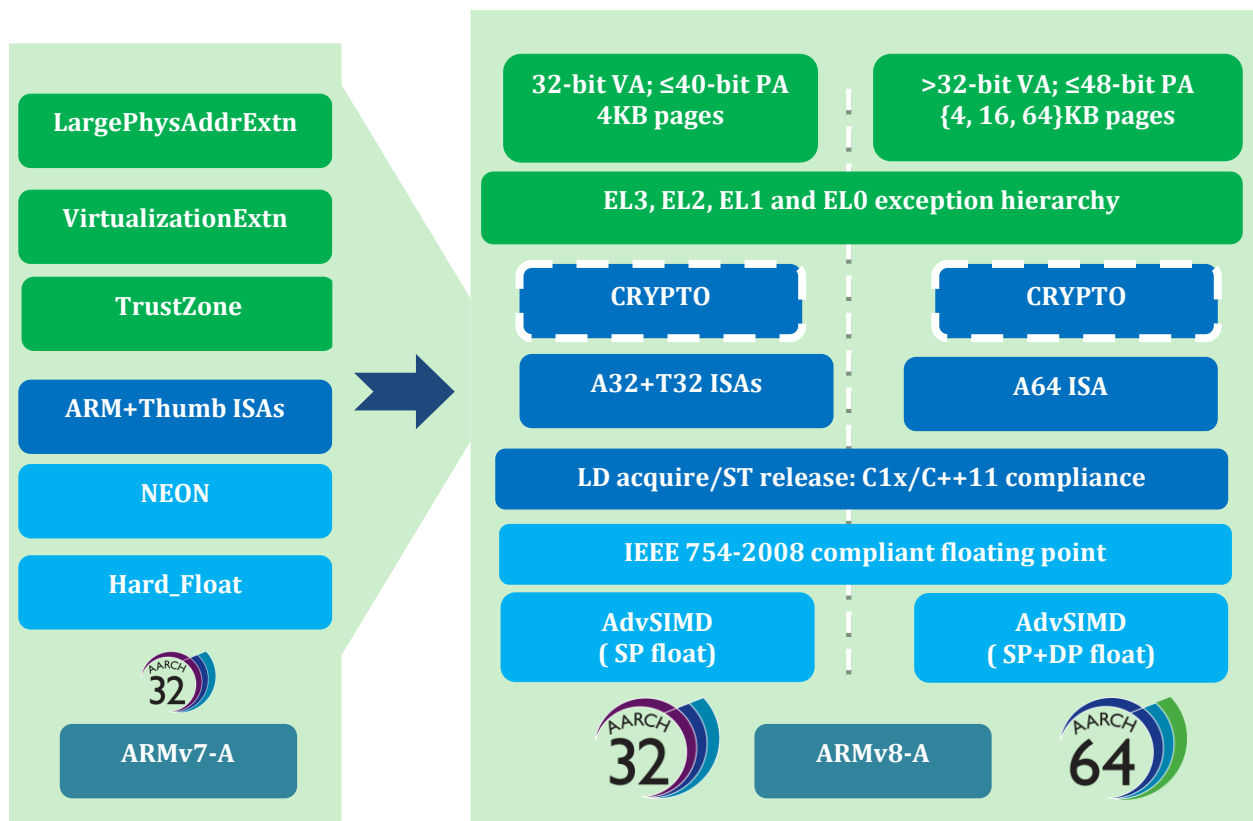 LargePhysAddrExtn
VirtualizationExtn
TrustZone
ARM+Thumb ISAs
NEON
Hard_Float
AARCH
32
ARMv7-A
32-bit VA; ≤40-bit PA
4KB pages
>32-bit VA; ≤48-bit PA
{4, 16, 64}KB pages
EL3, EL2, EL1 and EL0 exception hierarchy
CRYPTO
CRYPTO
A32+T32 ISAs
A64 ISA
LD acquire/ST release: C1x/C++11 compliance
IEEE 754-2008 compliant floating point
AdvSIMD
( SP float)
AdvSIMD
( SP+DP float)
AARCH
32
ARMv8-A
AARCH
64